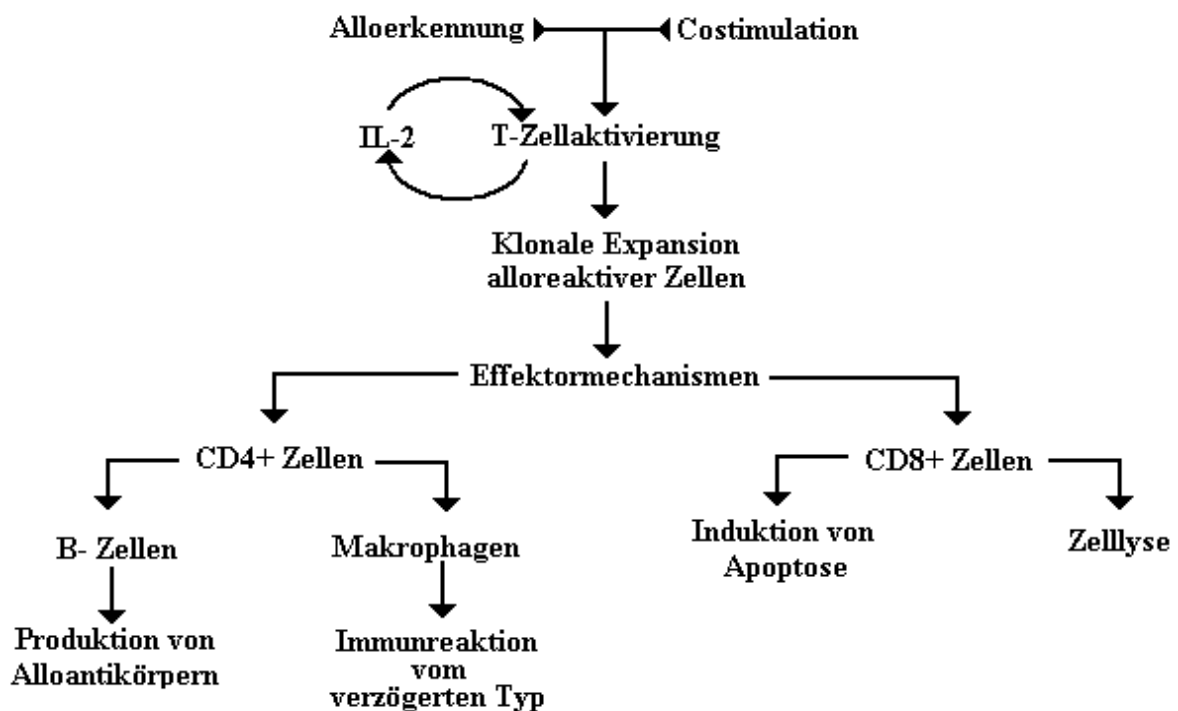 Alloerkennung
Costimulation
IL-2
T-Zellaktivierung
Klonale Expansion
alloreaktiver Zellen
Effektormechanismen
CD4+ Zellen
CD8+ Zellen
B- Zellen
Makrophagen
Induktion von
Apoptose
Zelllyse
Produktion von
Alloantikörpern
Immunreaktion
vom
verzögerten Typ